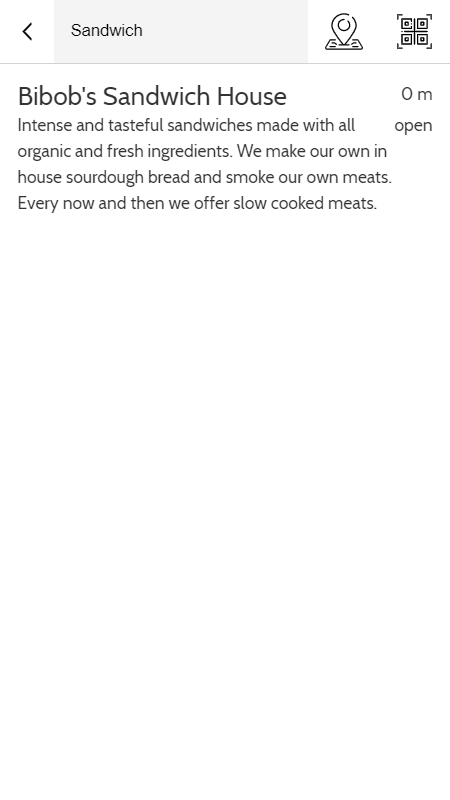 Sandwich
Bibob's Sandwich House
0 m
Intense and tasteful sandwiches made with all
open
organic and fresh ingredients. We make our own in
house sourdough bread and smoke our own meats.
Every now and then we offer slow cooked meats.